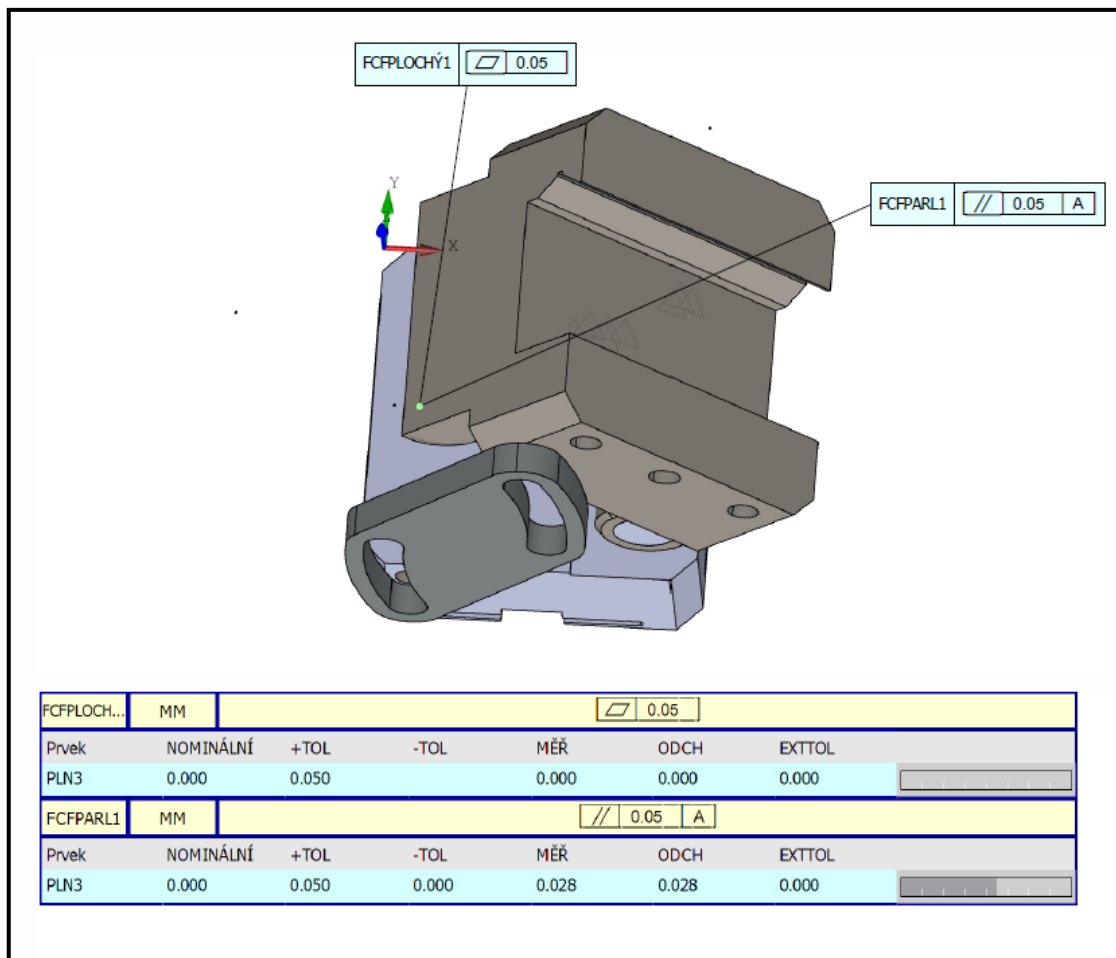 FCFPLOCHÝ1 ⏥ 0.05
Y
FCFPARL1 // 0.05 A
X
FCFPLOCH... MM ⏥ 0.05
Prvek NOMINÁLNÍ +TOL -TOL MĚŘ ODCH EXTTOL
PLN3 0.000 0.050 0.000 0.000 0.000
FCFPARL1 MM // 0.05 A
Prvek NOMINÁLNÍ +TOL -TOL MĚŘ ODCH EXTTOL
PLN3 0.000 0.050 0.000 0.028 0.028 0.000